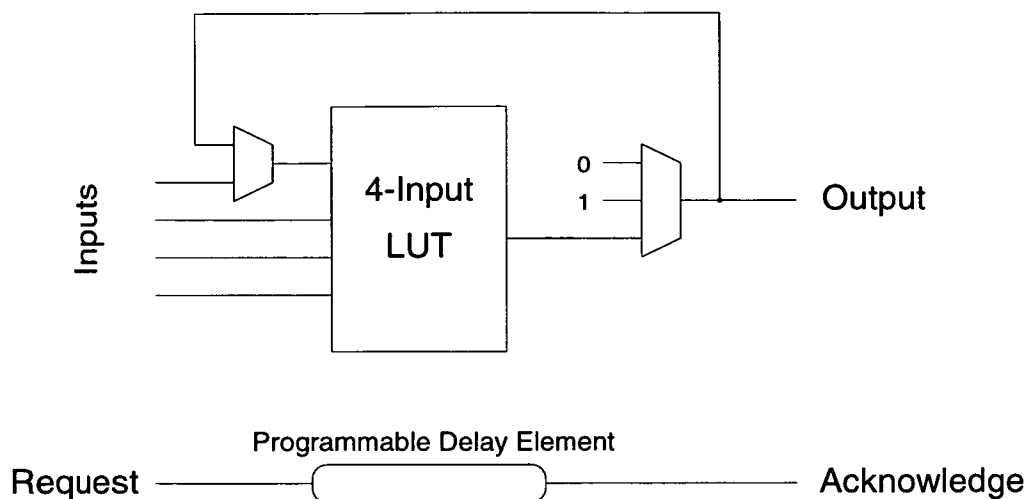 Inputs
4-Input
LUT
0
1
Output
Programmable Delay Element
Request
Acknowledge